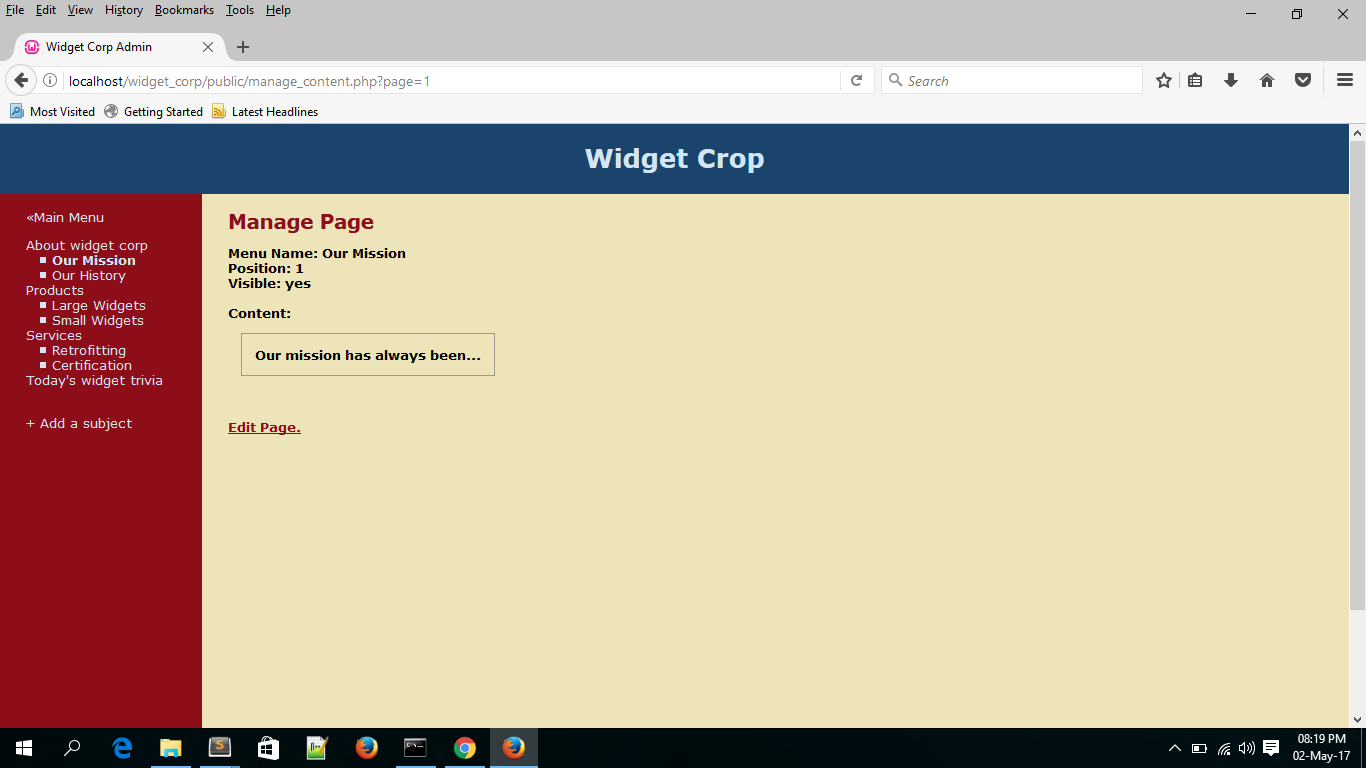 File Edit View History Bookmarks Tools Help
Widget Corp Admin
localhost/widget_corp/public/manage_content.php?page=1
Search
Most Visited Getting Started Latest Headlines
Widget Crop
«Main Menu
About widget corp
Our Mission
Our History
Products
Large Widgets
Small Widgets
Services
Retrofitting
Certification
Today's widget trivia
+ Add a subject
Manage Page
Menu Name: Our Mission
Position: 1
Visible: yes
Content:
Our mission has always been...
Edit Page.
08:19 PM
02-May-17